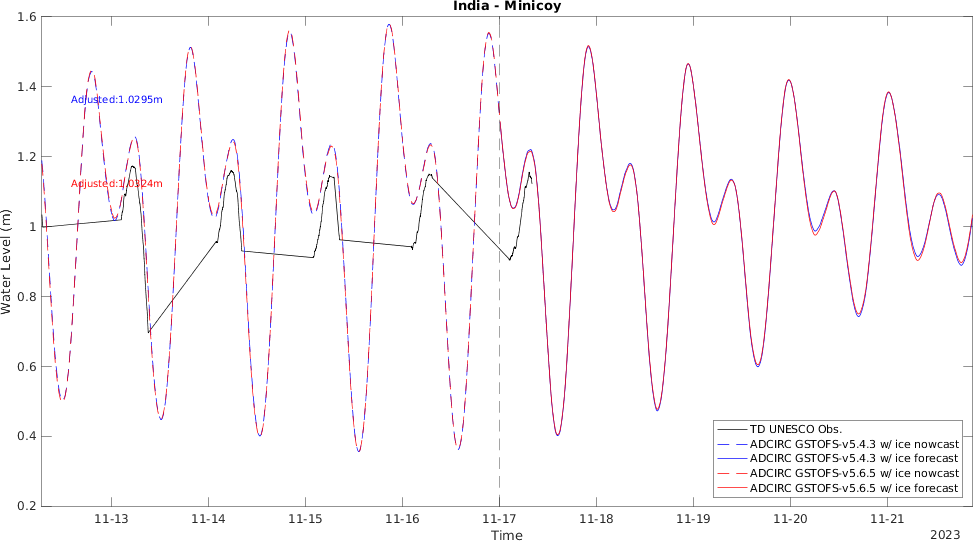 India - Minicoy
1.6
1.4
1.2
1
0.8
0.6
0.4
0.2
Water Level (m)
Adjusted:1.0295m
Adjusted:1.0324m
TD UNESCO Obs.
ADCIRC GSTOFS-v5.4.3 w/ ice nowcast
ADCIRC GSTOFS-v5.4.3 w/ ice forecast
ADCIRC GSTOFS-v5.6.5 w/ ice nowcast
ADCIRC GSTOFS-v5.6.5 w/ ice forecast
11-13 11-14 11-15 11-16 11-17 11-18 11-19 11-20 11-21
Time
2023